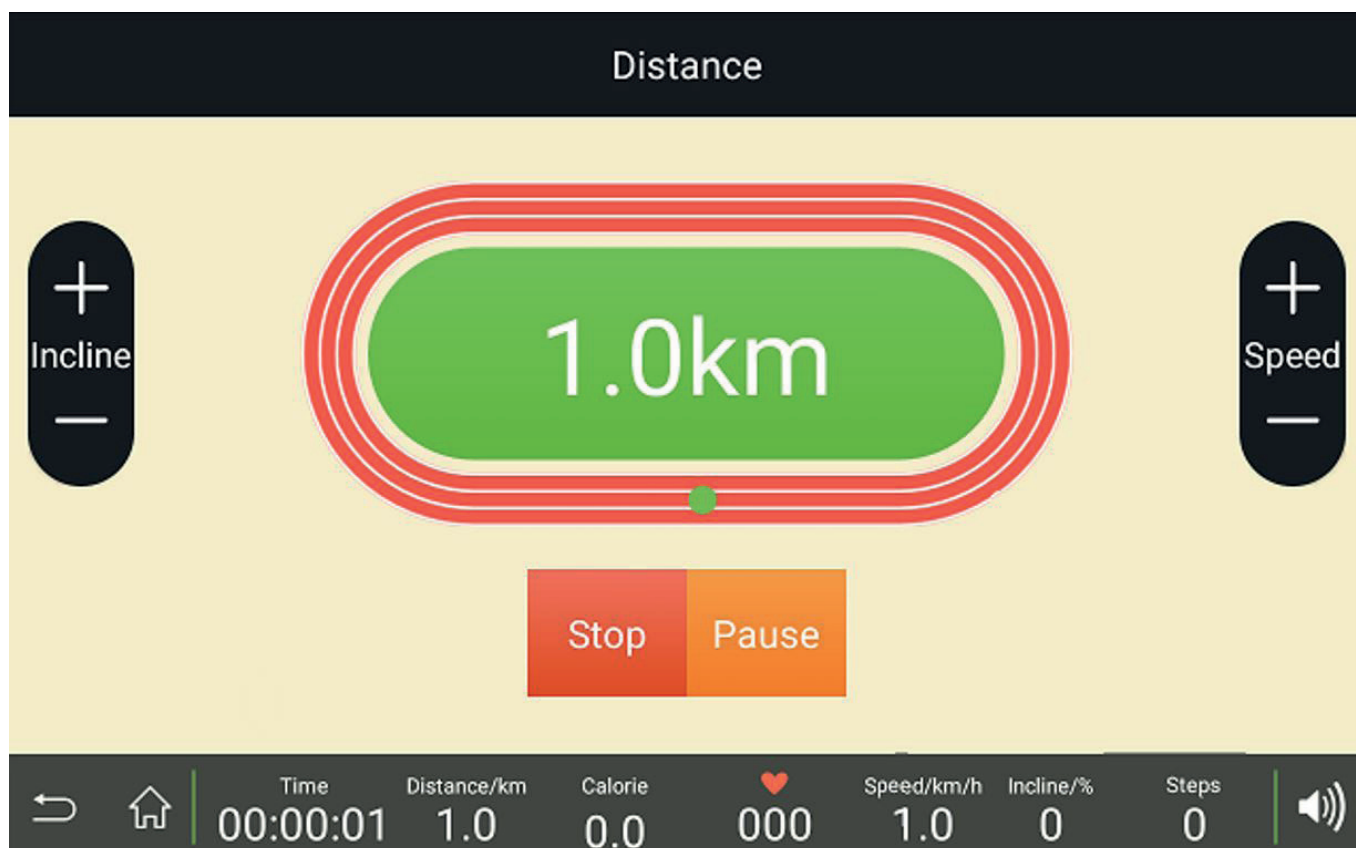 Distance
1.0km
Incline
Speed
Stop Pause
Time Distance/km Calorie Speed/km/h Incline/% Steps
00:00:01 1.0 0.0 000 1.0 0 0